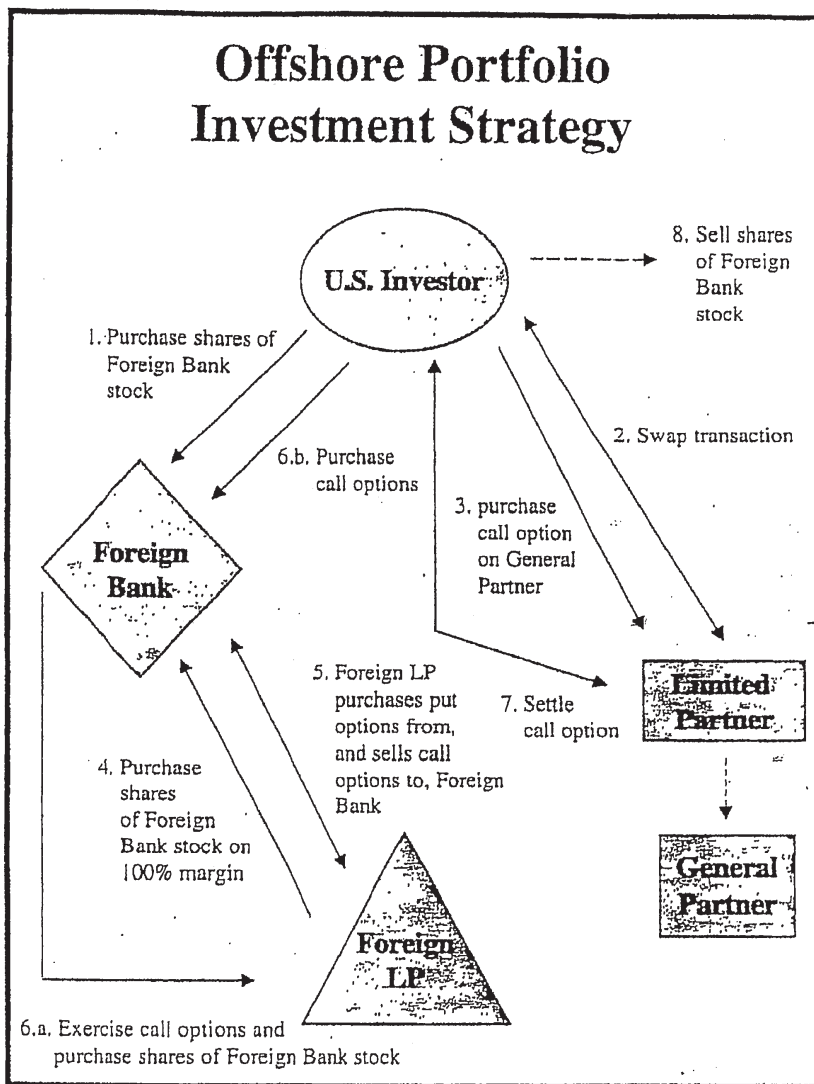 Offshore Portfolio
Investment Strategy
U.S. Investor
8. Sell shares
of Foreign
Bank
stock
1. Purchase shares of
Foreign Bank
stock
2. Swap transaction
6.b. Purchase
call options
3. purchase
call option
on General
Partner
Foreign
Bank
5. Foreign LP
purchases put
options from,
and sells call
options to, Foreign
Bank
7. Settle
call option
Limited
Partner
4. Purchase
shares
of Foreign
Bank stock on
100% margin
General
Partner
Foreign
LP
6.a. Exercise call options and
purchase shares of Foreign Bank stock